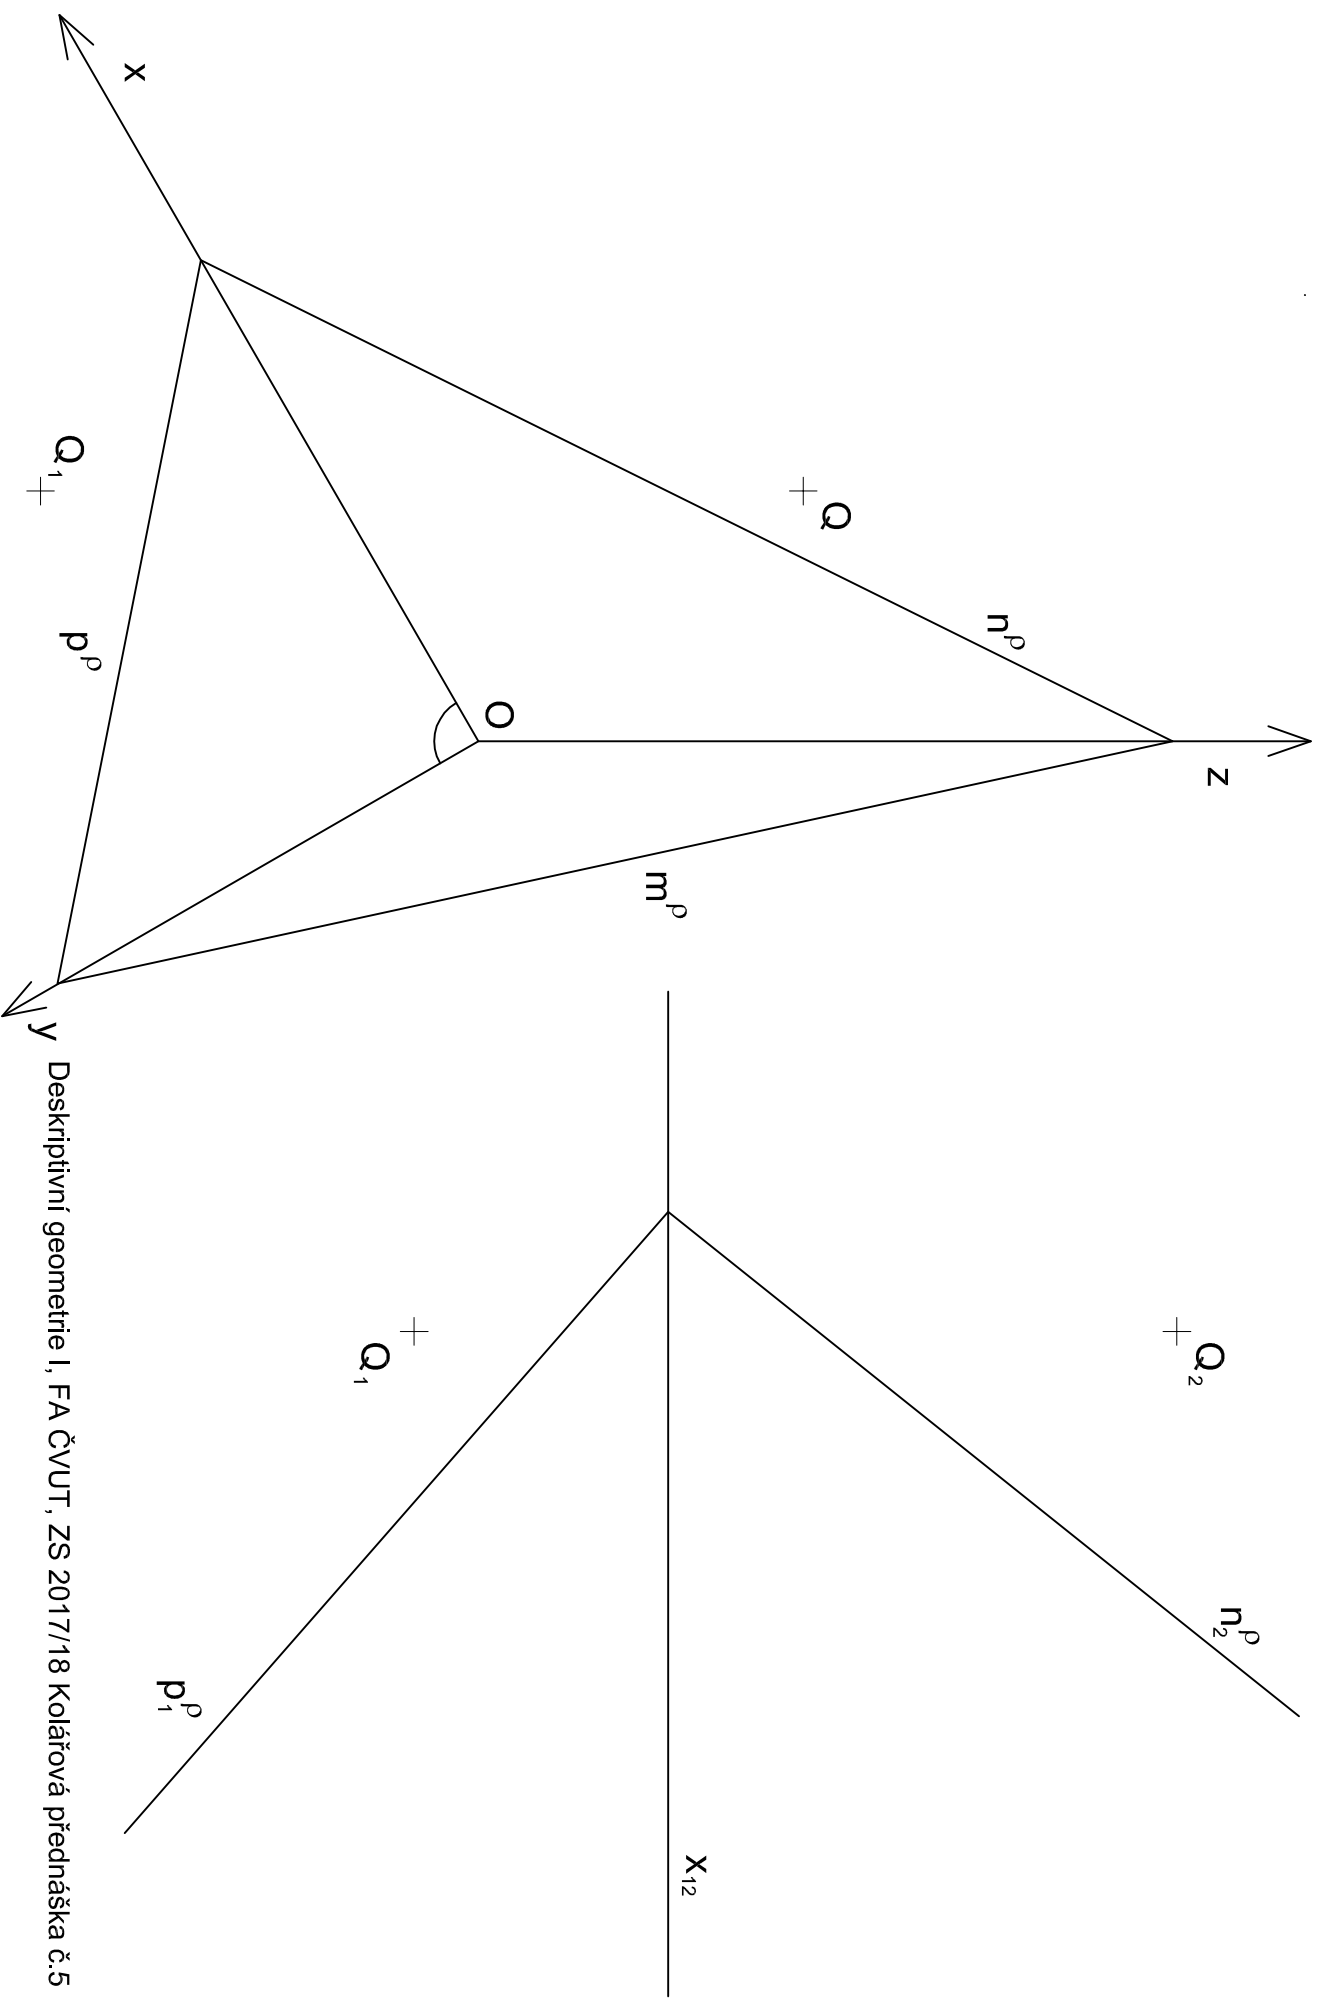 z
Q
nᵖ
O
mᵖ
x
Q₁
pᵖ
y
Q₂
n₂ᵖ
x₁₂
Q₁
p₁ᵖ
Deskriptivní geometrie I, FA ČVUT, ZS 2017/18 Kolářová přednáška č.5